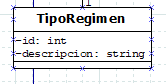 TipoRegimen
-id: int
-descripcion: string